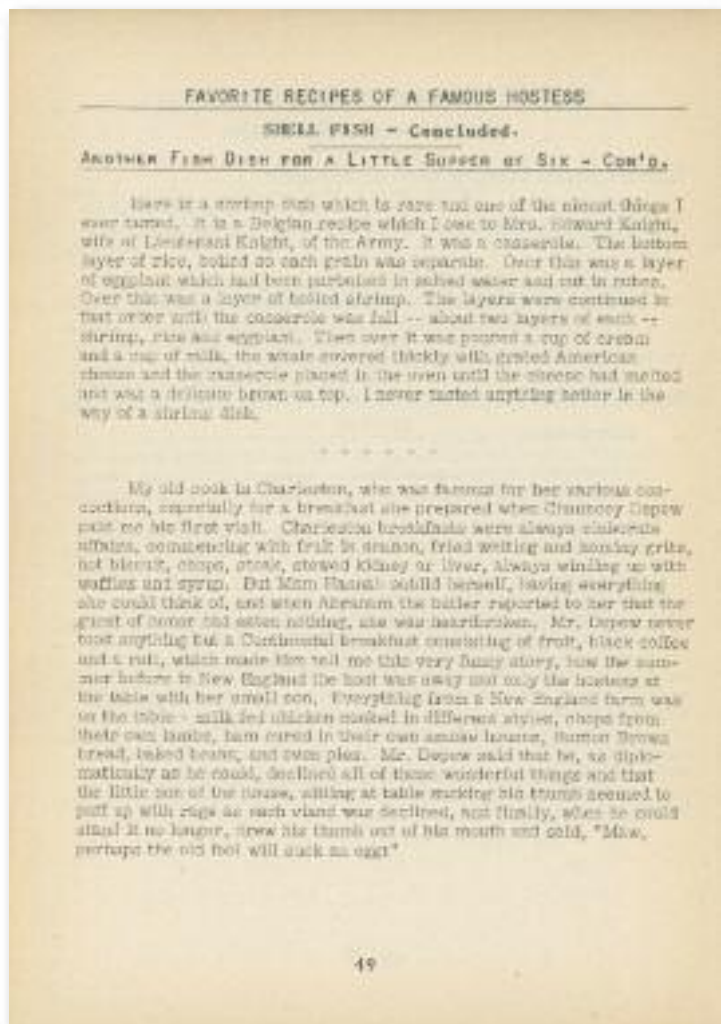 FAVORITE RECIPES OF A FAMOUS HOSTESS
SHELL FISH - Concluded.
ANOTHER FISH DISH FOR A LITTLE SUPPER OF SIX - CON'D.
Here is a shrimp dish which is rare and one of the nicest things I
ever tasted. It is a Belgian recipe which I owe to Mrs. Edward Knight,
wife of Lieutenant Knight, of the Army. It was a casserole. The bottom
layer of rice, boiled so each grain was separate. Over this was a layer
of eggplant which had been parboiled in salted water and cut in cubes.
Over this was a layer of boiled shrimp. The layers were continued in
that order until the casserole was full -- about two layers of each --
shrimp, rice and eggplant. Then over it was poured a cup of cream
and a cup of milk, the whole covered thickly with grated American
cheese and the casserole placed in the oven until the cheese had melted
and was a delicate brown on top. I never tasted anything better in the
way of a shrimp dish.
- - - - - -
My old cook in Charleston, who was famous for her various con-
coctions, especially for a breakfast she prepared when Chauncey Depew
paid me his first visit. Charleston breakfasts were always elaborate
affairs, commencing with fruit in season, fried whiting and hominy grits,
hot biscuit, chops, steak, stewed kidney or liver, always winding up with
waffles and syrup. But Mam Hannah outdid herself, having everything
she could think of, and when Abraham the butler reported to her that the
guest of honor had eaten nothing, she was heartbroken. Mr. Depew never
took anything but a Continental breakfast consisting of fruit, black coffee
and a roll, which made him tell me this very funny story, how the sum-
mer before in New England the host was away and only the hostess at
the table with her small son. Everything from a New England farm was
on the table - milk fed chicken cooked in different styles, chops from
their own lambs, ham cured in their own smoke houses, Boston Brown
bread, baked beans, and even pies. Mr. Depew said that he, as diplo-
matically as he could, declined all of these wonderful things and that
the little son of the house, sitting at table sucking his thumb seemed to
puff up with rage as each viand was declined, and finally, when he could
stand it no longer, drew his thumb out of his mouth and said, "Maw,
perhaps the old fool will suck an egg!"
49